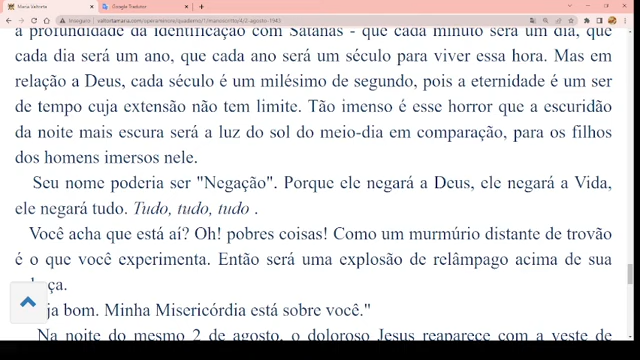 Maria Valtorta
Google Tradutor
Inseguro | valtortamaria.com/operaminore/quaderno/1/manoscritto/4/2-agosto-1943
a profundidade da identificação com Satanás - que cada minuto será um dia, que
cada dia será um ano, que cada ano será um século para viver essa hora. Mas em
relação a Deus, cada século é um milésimo de segundo, pois a eternidade é um ser
de tempo cuja extensão não tem limite. Tão imenso é esse horror que a escuridão
da noite mais escura será a luz do sol do meio-dia em comparação, para os filhos
dos homens imersos nele.
Seu nome poderia ser "Negação". Porque ele negará a Deus, ele negará a Vida,
ele negará tudo. Tudo, tudo, tudo .
Você acha que está aí? Oh! pobres coisas! Como um murmúrio distante de trovão
é o que você experimenta. Então será uma explosão de relâmpago acima de sua
ça.
ja bom. Minha Misericórdia está sobre você."
Na noite do mesmo 2 de agosto, o doloroso Jesus reaparece com a veste de